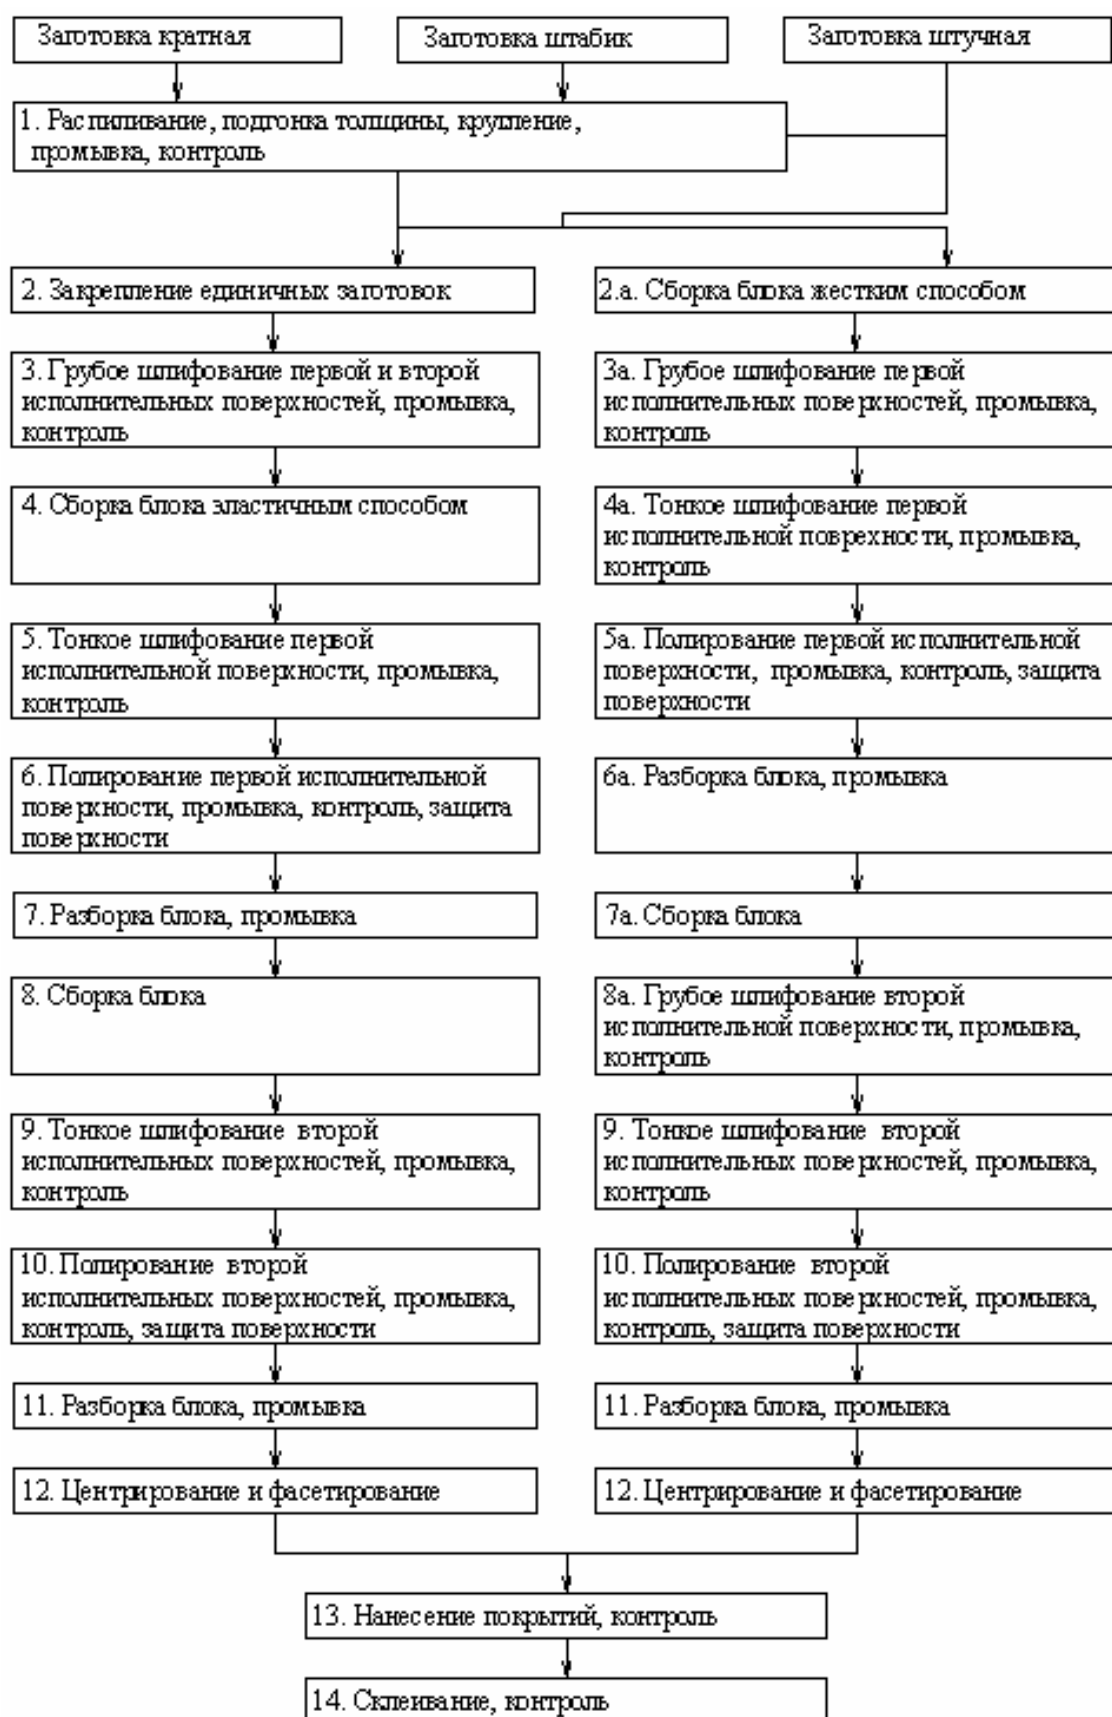 Заготовка кратная
Заготовка штабик
Заготовка штучная
1. Распиливание, подгонка толщины, кругление,
промывка, контроль
2. Закрепление единичных заготовок
2.а. Сборка блока жестким способом
3. Грубое шлифование первой и второй
исполнительных поверхностей, промывка,
контроль
3а. Грубое шлифование первой
исполнительных поверхностей, промывка,
контроль
4. Сборка блока эластичным способом
4а. Тонкое шлифование первой
исполнительной поврехности, промывка,
контроль
5. Тонкое шлифование первой
исполнительной поверхности, промывка,
контроль
5а. Полирование первой исполнительной
поверхности, промывка, контроль, защита
поверхности
6. Полирование первой исполнительной
поверхности, промывка, контроль, защита
поверхности
6а. Разборка блока, промывка
7. Разборка блока, промывка
7а. Сборка блока
8. Сборка блока
8а. Грубое шлифование второй
исполнительной поверхности, промывка,
контроль
9. Тонкое шлифование второй
исполнительных поверхностей, промывка,
контроль
9. Тонкое шлифование второй
исполнительных поверхностей, промывка,
контроль
10. Полирование второй
исполнительных поверхностей, промывка,
контроль, защита поверхности
10. Полирование второй
исполнительных поверхностей, промывка,
контроль, защита поверхности
11. Разборка блока, промывка
11. Разборка блока, промывка
12. Центрирование и фасетирование
12. Центрирование и фасетирование
13. Нанесение покрытий, контроль
14. Склеивание, контроль